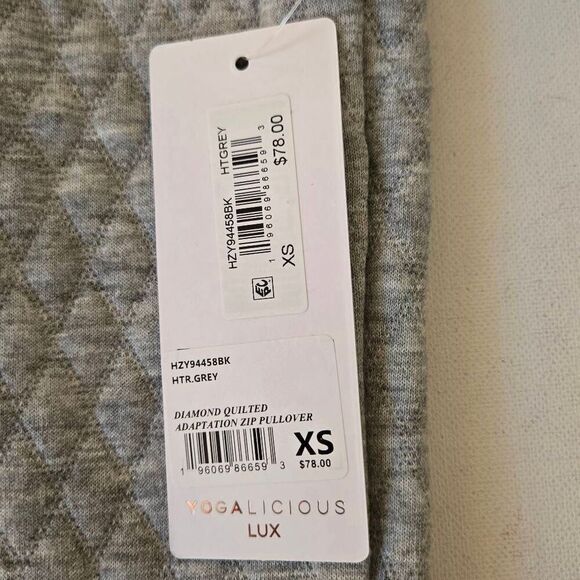 HZY94458BK HTGREY
1 96069 86659 3
XS $78.00
HZY94458BK
HTR.GREY
DIAMOND QUILTED
ADAPTATION ZIP PULLOVER
1 96069 86659 3
XS
$78.00
YOGALICIOUS
LUX